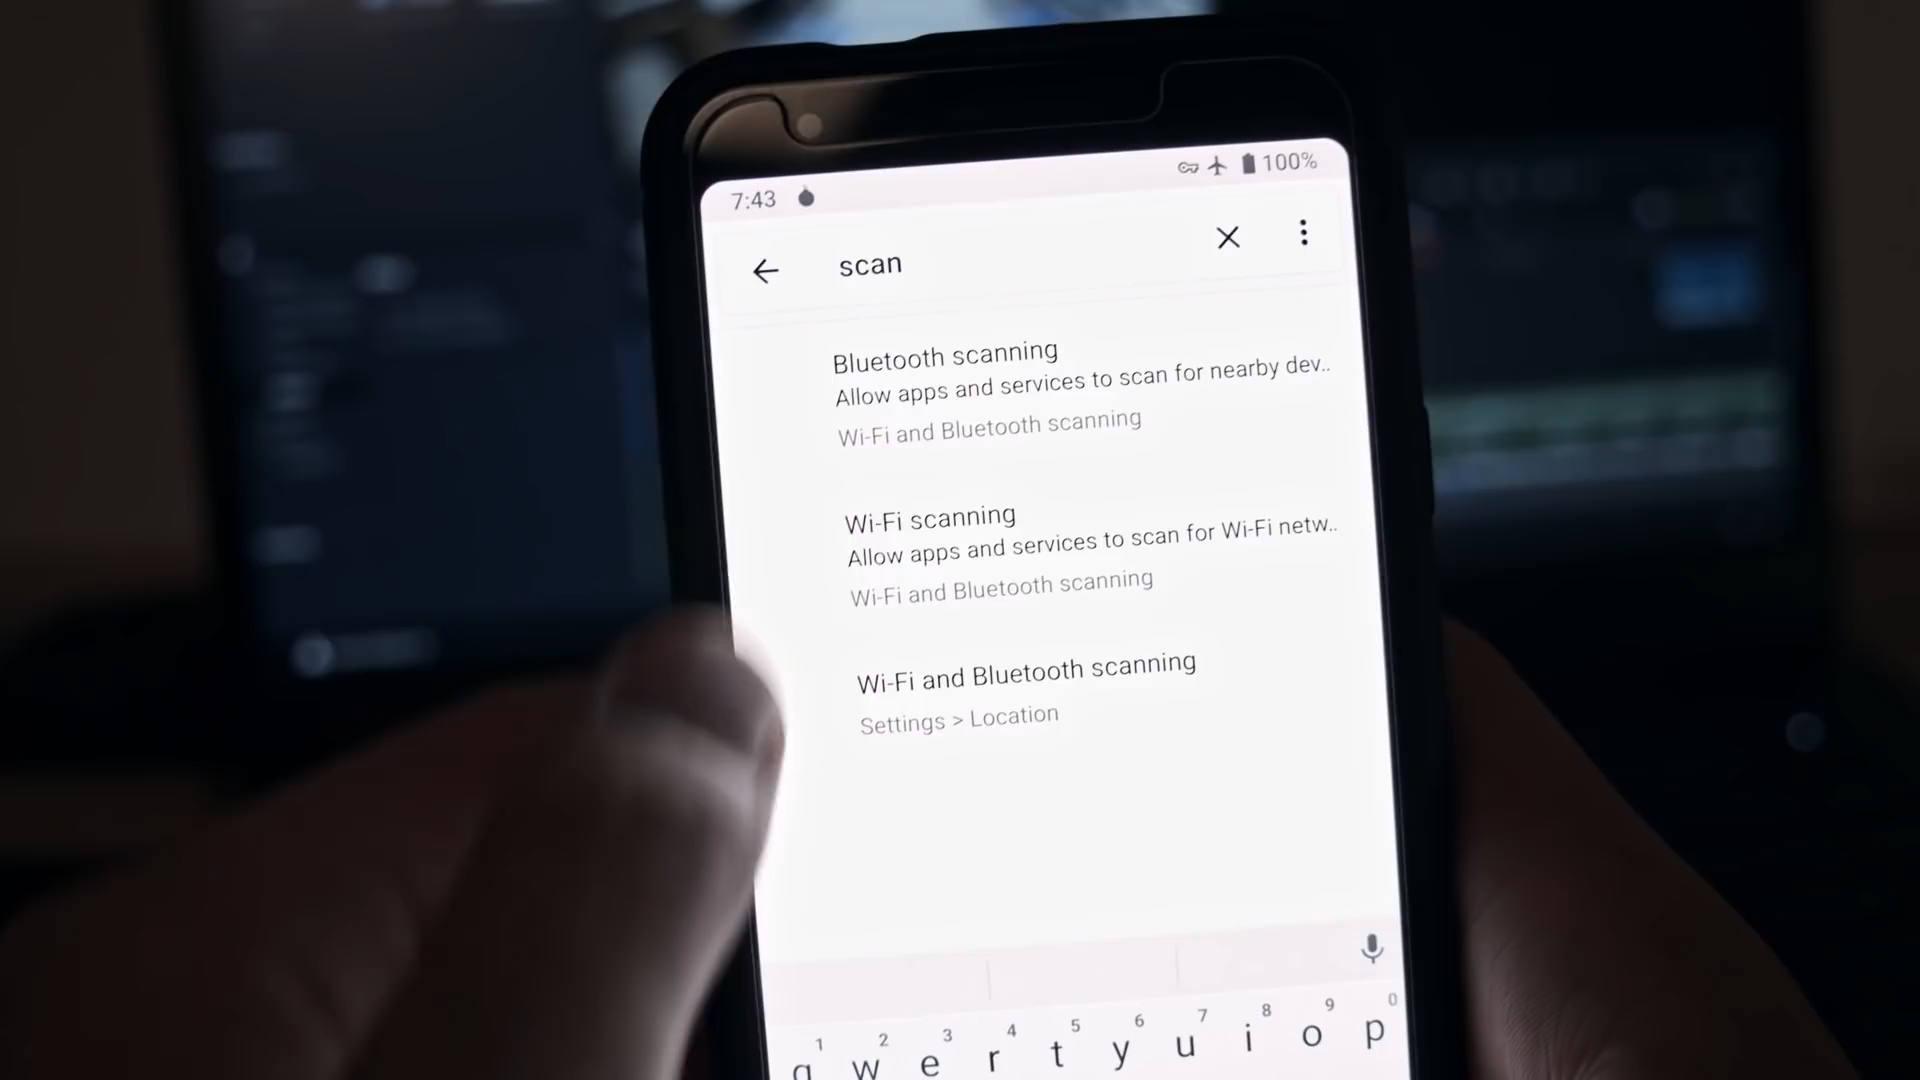 7:43 100%
scan
Bluetooth scanning
Allow apps and services to scan for nearby dev..
Wi-Fi and Bluetooth scanning
Wi-Fi scanning
Allow apps and services to scan for Wi-Fi netw..
Wi-Fi and Bluetooth scanning
Wi-Fi and Bluetooth scanning
Settings > Location
1 2 3 4 5 6 7 8 9 0
q w e r t y u i o p